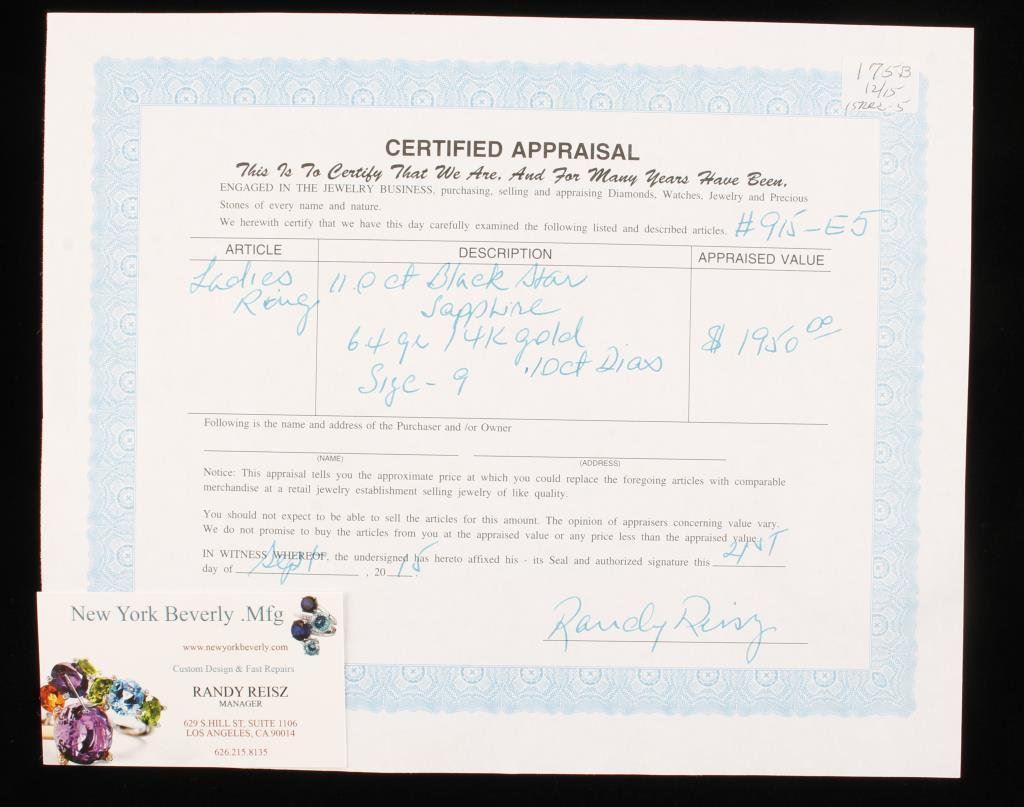 175B
12/15
CERTIFIED APPRAISAL
This Is To Certify That We Are, And For Many Years Have Been,
ENGAGED IN THE JEWELRY BUSINESS, purchasing, selling and appraising Diamonds, Watches, Jewelry and Precious
Stones of every name and nature.
We herewith certify that we have this day carefully examined the following listed and described articles. #915-E5
ARTICLE DESCRIPTION APPRAISED VALUE
Ladies 11.0 ct Black Star
Ring Sapphire
6.4 gr 14K gold $ 1950 00
.10ct Dias
Size - 9
Following is the name and address of the Purchaser and /or Owner
(NAME) (ADDRESS)
Notice: This appraisal tells you the approximate price at which you could replace the foregoing articles with comparable
merchandise at a retail jewelry establishment selling jewelry of like quality.
You should not expect to be able to sell the articles for this amount. The opinion of appraisers concerning value vary.
We do not promise to buy the articles from you at the appraised value or any price less than the appraised value.
IN WITNESS WHEREOF, the undersigned has hereto affixed his - its Seal and authorized signature this 21ST
day of Sept , 20 15.
Randy Reisz
New York Beverly .Mfg
www.newyorkbeverly.com
Custom Design & Fast Repairs
RANDY REISZ
MANAGER
629 S.HILL ST, SUITE 1106
LOS ANGELES, CA 90014
626.215.8135